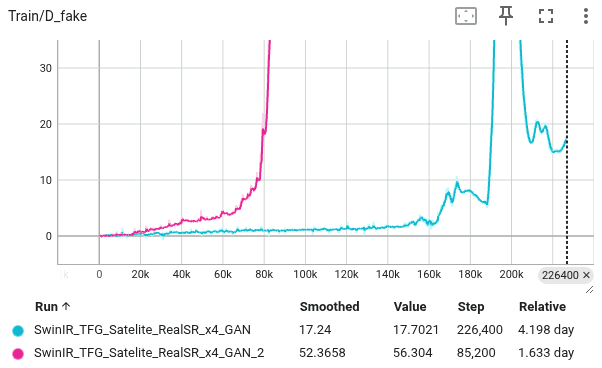 Train/D_fake
30
20
10
0
k 0 20k 40k 60k 80k 100k 120k 140k 160k 180k 200k 226400 ×
Run ↑ Smoothed Value Step Relative
SwinIR_TFG_Satelite_RealSR_x4_GAN 17.24 17.7021 226,400 4.198 day
SwinIR_TFG_Satelite_RealSR_x4_GAN_2 52.3658 56.304 85,200 1.633 day